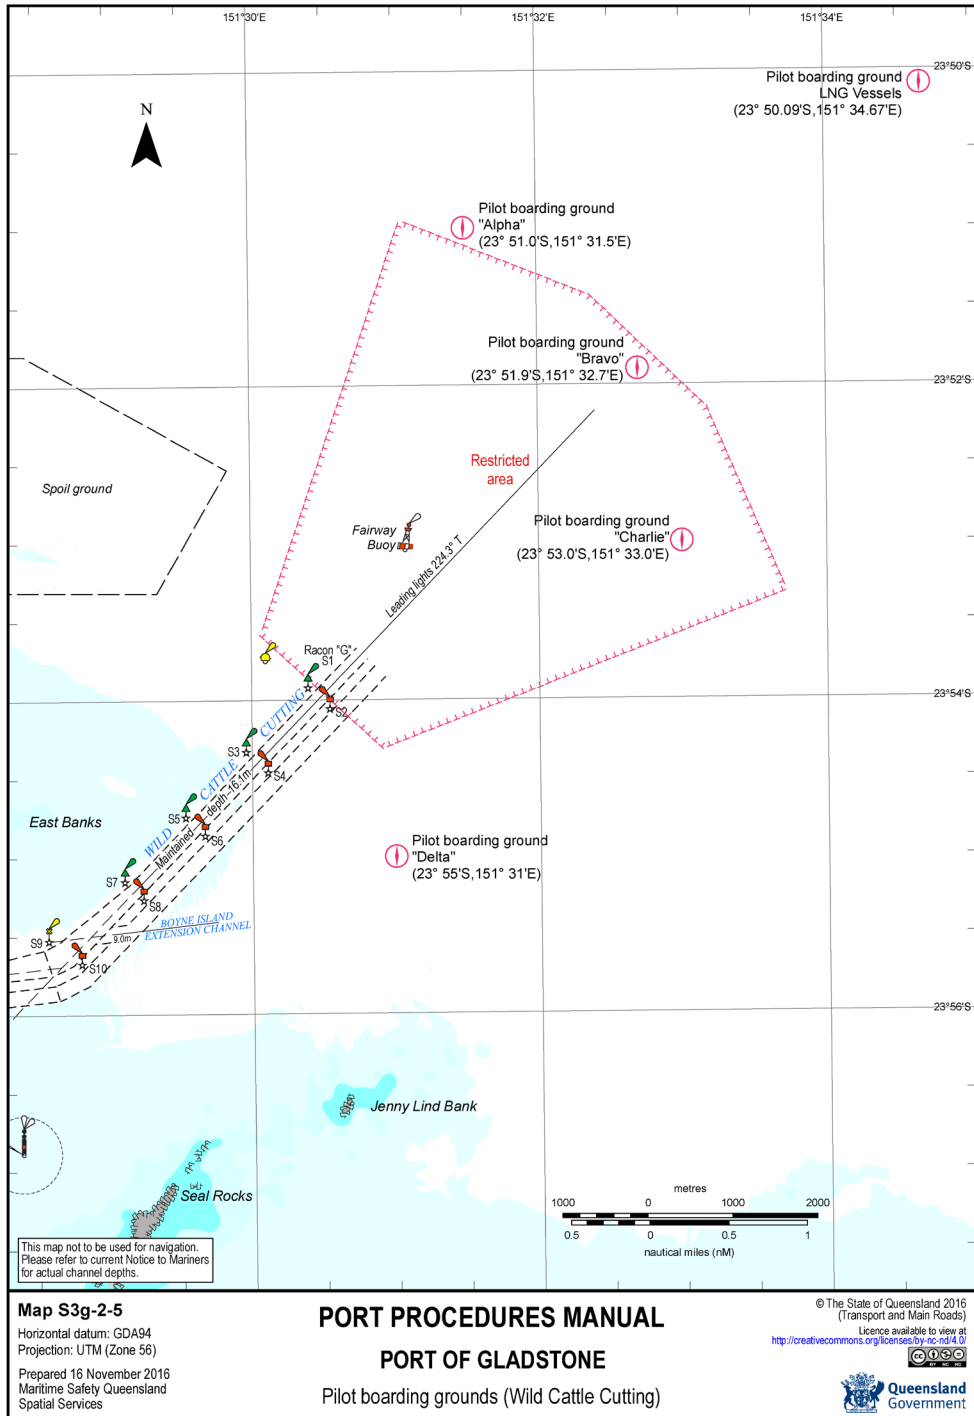 151°30'E
151°32'E
151°34'E
23°50'S
Pilot boarding ground
LNG Vessels
(23° 50.09'S,151° 34.67'E)
N
Pilot boarding ground
"Alpha"
(23° 51.0'S,151° 31.5'E)
Pilot boarding ground
"Bravo"
(23° 51.9'S,151° 32.7'E)
23°52'S
Restricted
area
Spoil ground
Fairway
Buoy
Pilot boarding ground
"Charlie"
(23° 53.0'S,151° 33.0'E)
Leading lights 224.3° T
Racon "G"
S1
23°54'S
S2
WILD CATTLE CUTTING
S3
S4
Maintained depth-16.1m
East Banks
S5
S6
Pilot boarding ground
"Delta"
(23° 55'S,151° 31'E)
S7
S8
BOYNE ISLAND
EXTENSION CHANNEL
9.0m
S9
S10
23°56'S
Jenny Lind Bank
Seal Rocks
metres
1000 0 1000 2000
0.5 0 0.5 1
nautical miles (nM)
This map not to be used for navigation.
Please refer to current Notice to Mariners
for actual channel depths.
Map S3g-2-5
Horizontal datum: GDA94
Projection: UTM (Zone 56)
Prepared 16 November 2016
Maritime Safety Queensland
Spatial Services
PORT PROCEDURES MANUAL
PORT OF GLADSTONE
Pilot boarding grounds (Wild Cattle Cutting)
© The State of Queensland 2016
(Transport and Main Roads)
Licence available to view at
http://creativecommons.org/licenses/by-nc-nd/4.0/
cc
BY NC ND
Queensland
Government